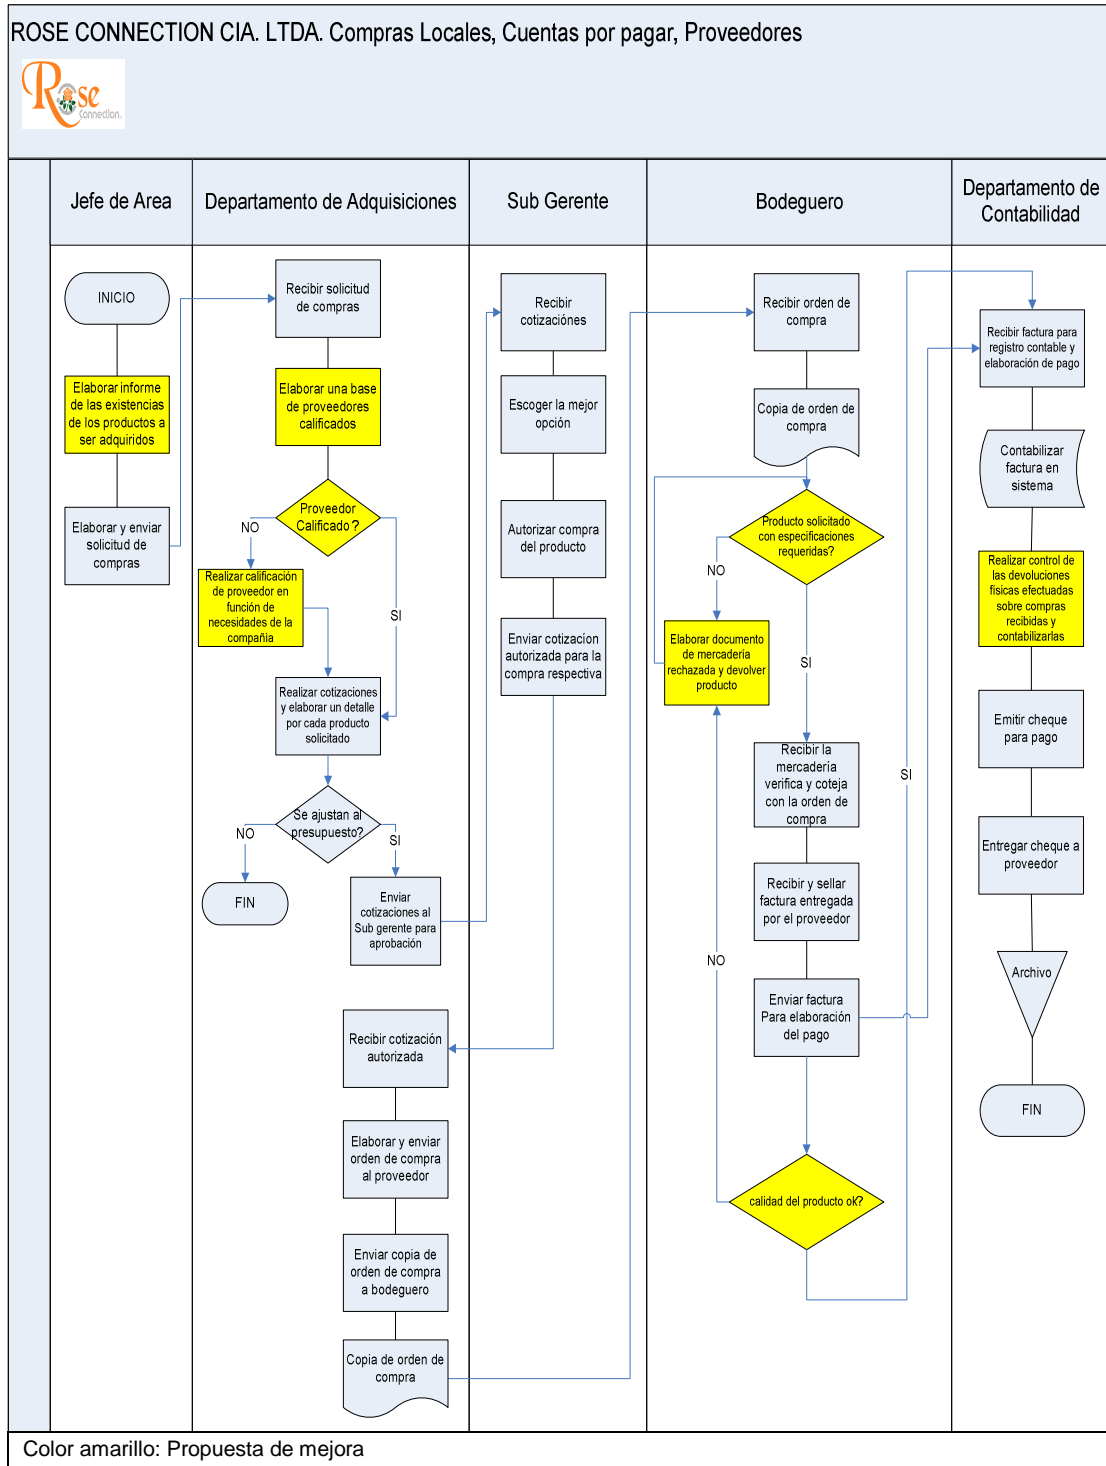 ROSE CONNECTION CIA. LTDA. Compras Locales, Cuentas por pagar, Proveedores
Rose
Connection.
Jefe de Area
Departamento de Adquisiciones
Sub Gerente
Bodeguero
Departamento de
Contabilidad
INICIO
Elaborar informe
de las existencias
de los productos a
ser adquiridos
Elaborar y enviar
solicitud de
compras
Recibir solicitud
de compras
Elaborar una base
de proveedores
calificados
Proveedor
Calificado?
NO
SI
Realizar calificación
de proveedor en
función de
necesidades de la
compañia
Realizar cotizaciones
y elaborar un detalle
por cada producto
solicitado
Se ajustan al
presupuesto?
NO
SI
FIN
Enviar
cotizaciones al
Sub gerente para
aprobación
Recibir cotización
autorizada
Elaborar y enviar
orden de compra
al proveedor
Enviar copia de
orden de compra
a bodeguero
Copia de orden de
compra
Recibir
cotizaciónes
Escoger la mejor
opción
Autorizar compra
del producto
Enviar cotizacion
autorizada para la
compra respectiva
Recibir orden de
compra
Copia de orden de
compra
Producto solicitado
con especificaciones
requeridas?
NO
SI
Elaborar documento
de mercadería
rechazada y devolver
producto
Recibir la
mercadería
verifica y coteja
con la orden de
compra
Recibir y sellar
factura entregada
por el proveedor
Enviar factura
Para elaboración
del pago
calidad del producto ok?
NO
SI
Recibir factura para
registro contable y
elaboración de pago
Contabilizar
factura en
sistema
Realizar control de
las devoluciones
físicas efectuadas
sobre compras
recibidas y
contabilizarlas
Emitir cheque
para pago
Entregar cheque a
proveedor
Archivo
FIN
Color amarillo: Propuesta de mejora